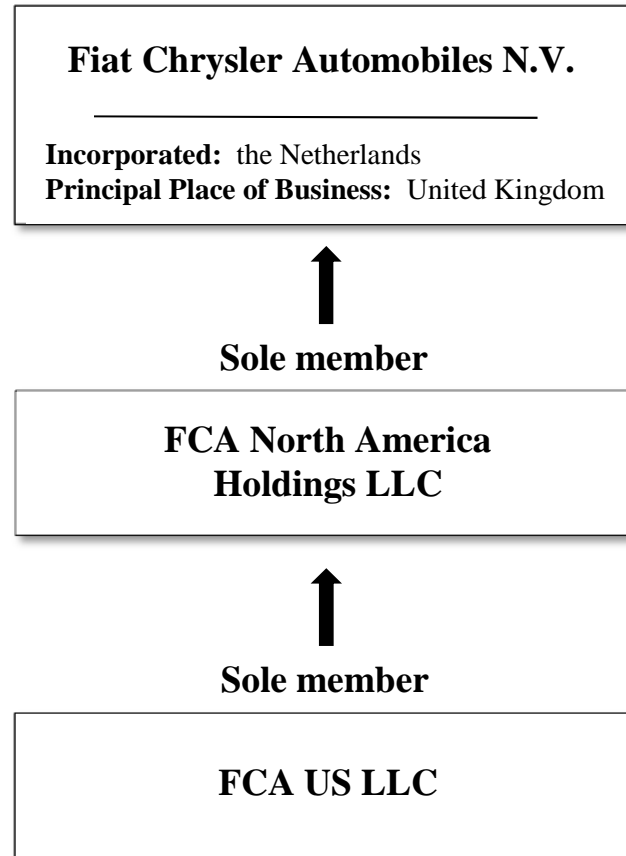 Fiat Chrysler Automobiles N.V.
Incorporated: the Netherlands
Principal Place of Business: United Kingdom
Sole member
FCA North America
Holdings LLC
Sole member
FCA US LLC